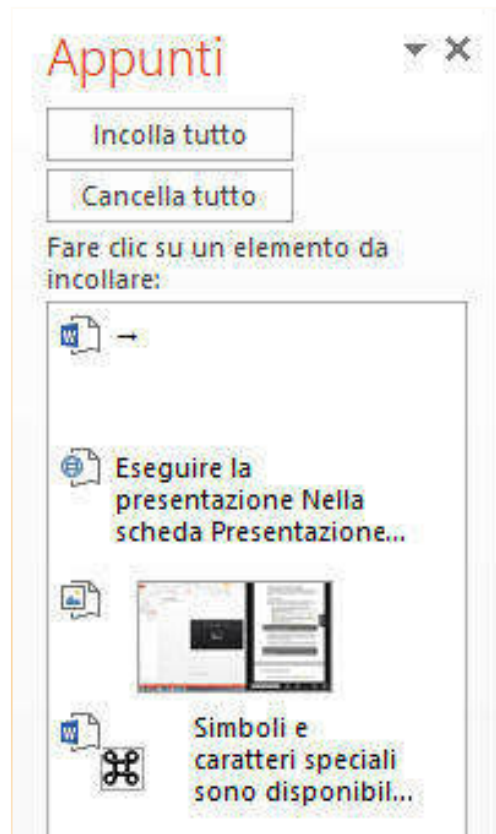 Appunti
Incolla tutto
Cancella tutto
Fare clic su un elemento da
incollare:
W →
Eseguire la
presentazione Nella
scheda Presentazione...
W
Simboli e
caratteri speciali
⌘ sono disponibil...